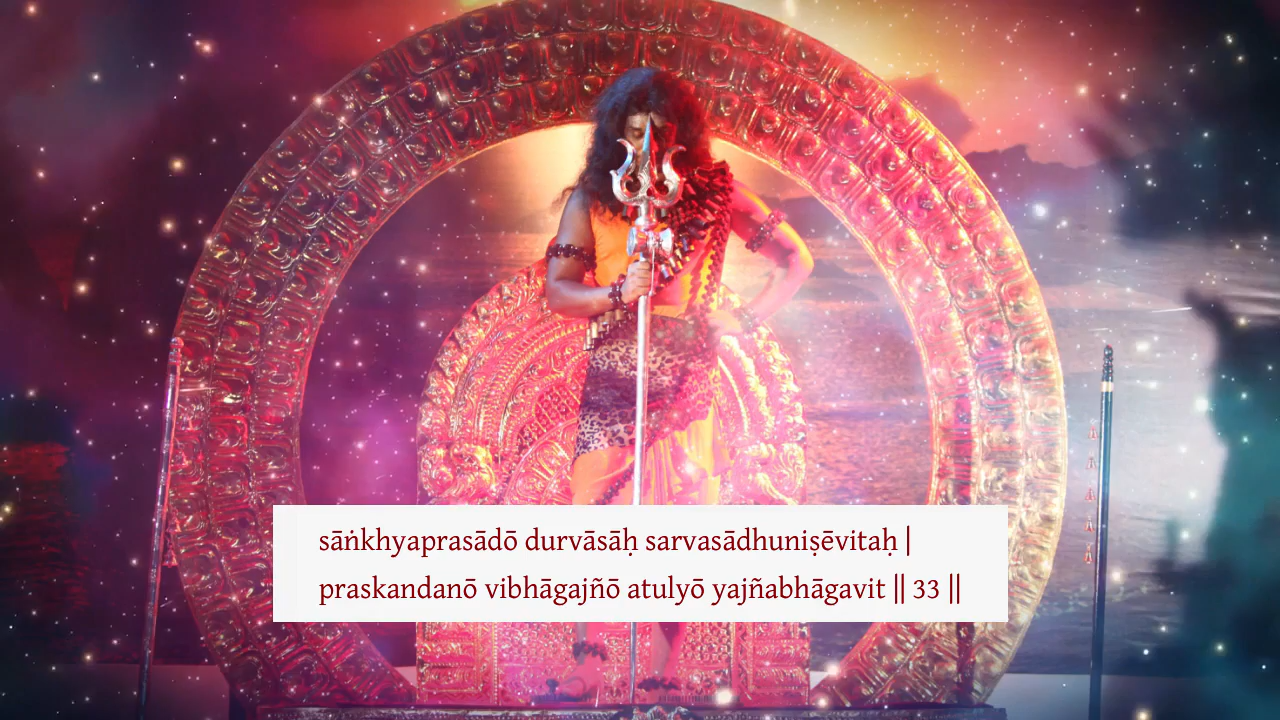 sāṅkhyaprasādō durvāsāḥ sarvasādhuniṣēvitaḥ |
praskandanō vibhāgajñō atulyō yajñabhāgavit || 33 ||